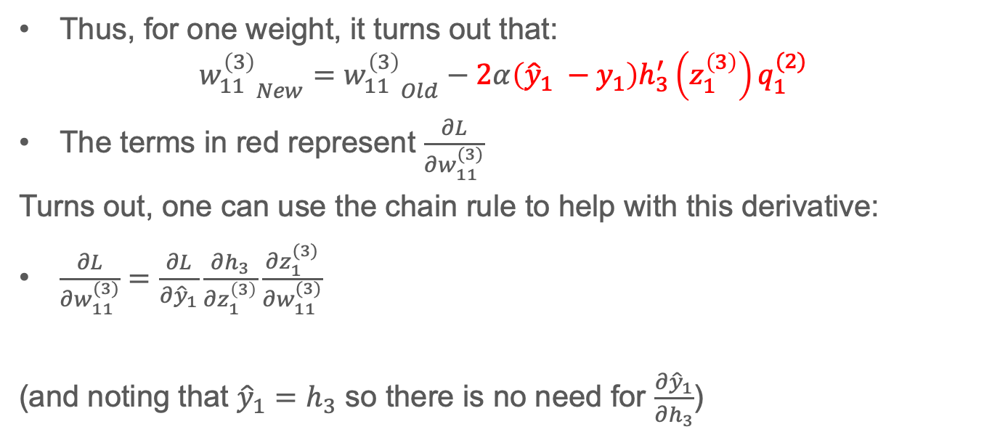 • Thus, for one weight, it turns out that:
$w_{11}^{(3)}{}_{New} = w_{11}^{(3)}{}_{Old} - 2\alpha(\hat{y}_1 - y_1)h_3'\left(z_1^{(3)}\right)q_1^{(2)}$
• The terms in red represent $\frac{\partial L}{\partial w_{11}^{(3)}}$
Turns out, one can use the chain rule to help with this derivative:
• $\frac{\partial L}{\partial w_{11}^{(3)}} = \frac{\partial L}{\partial \hat{y}_1} \frac{\partial h_3}{\partial z_1^{(3)}} \frac{\partial z_1^{(3)}}{\partial w_{11}^{(3)}}$
(and noting that $\hat{y}_1 = h_3$ so there is no need for $\frac{\partial \hat{y}_1}{\partial h_3}$)